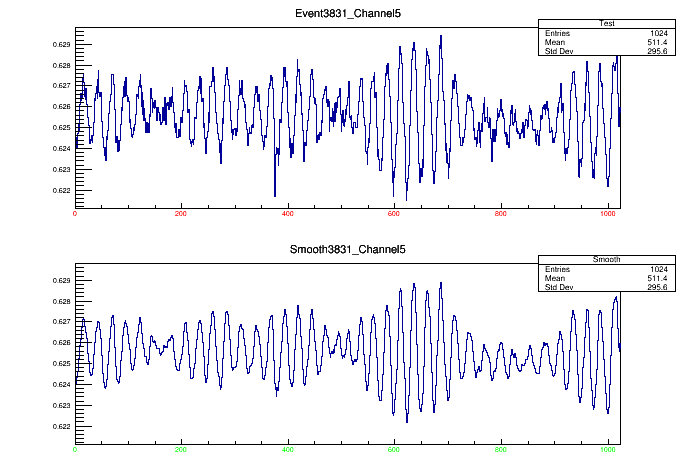 Event3831_Channel5
Test
Entries 1024
Mean 511.4
Std Dev 295.6
0.629
0.628
0.627
0.626
0.625
0.624
0.623
0.622
0 200 400 600 800 1000
Smooth3831_Channel5
Smooth
Entries 1024
Mean 511.4
Std Dev 295.6
0.629
0.628
0.627
0.626
0.625
0.624
0.623
0.622
0 200 400 600 800 1000